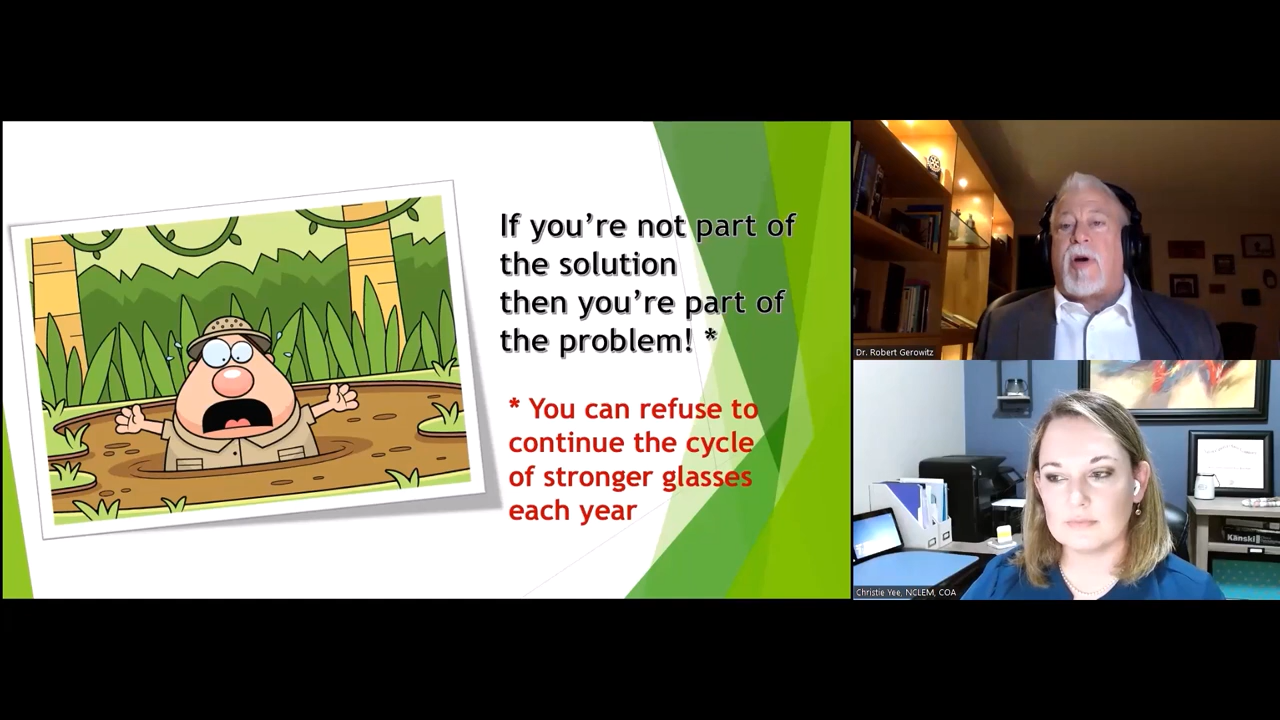 If you're not part of
the solution
then you're part of
the problem! *
* You can refuse to
continue the cycle
of stronger glasses
each year
Dr. Robert Gerowitz
Kanski
Christie Yee, NCLEM, COA